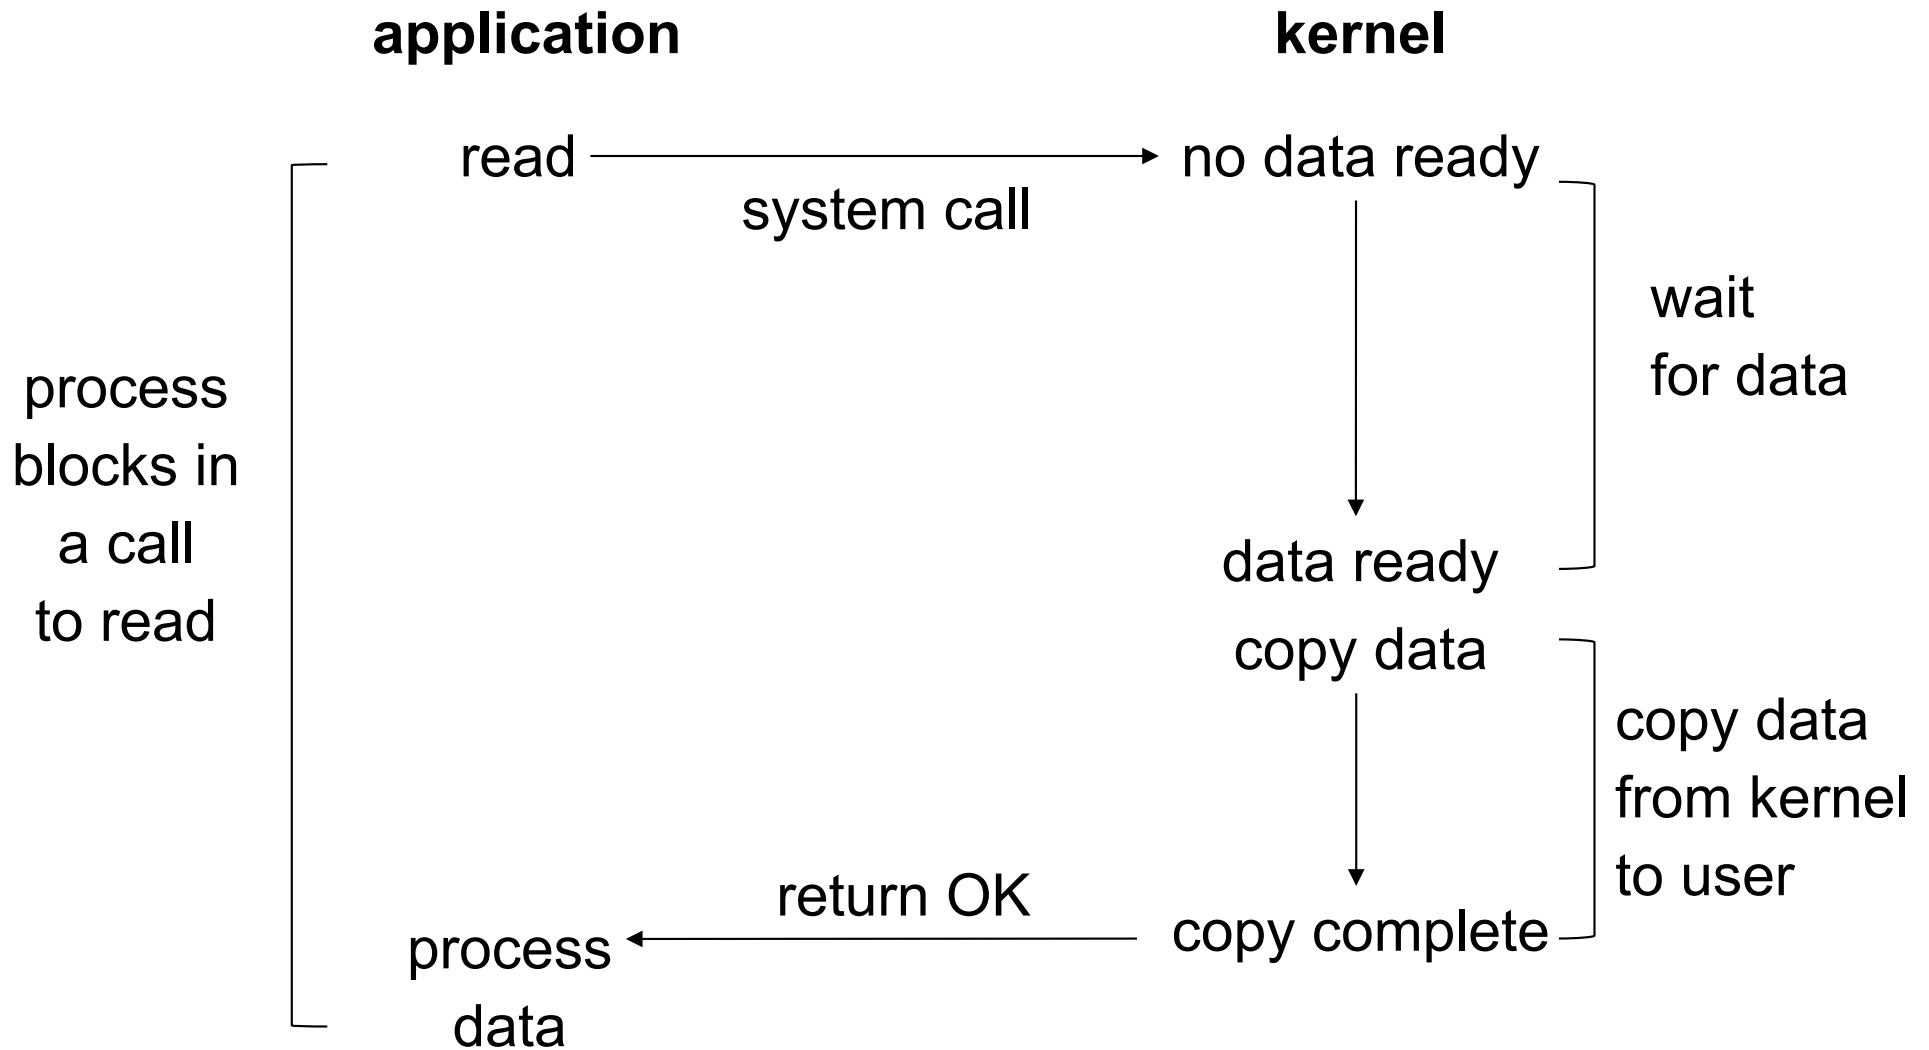 application
kernel
read
no data ready
system call
wait
for data
process
blocks in
a call
to read
data ready
copy data
copy data
from kernel
to user
return OK
copy complete
process
data